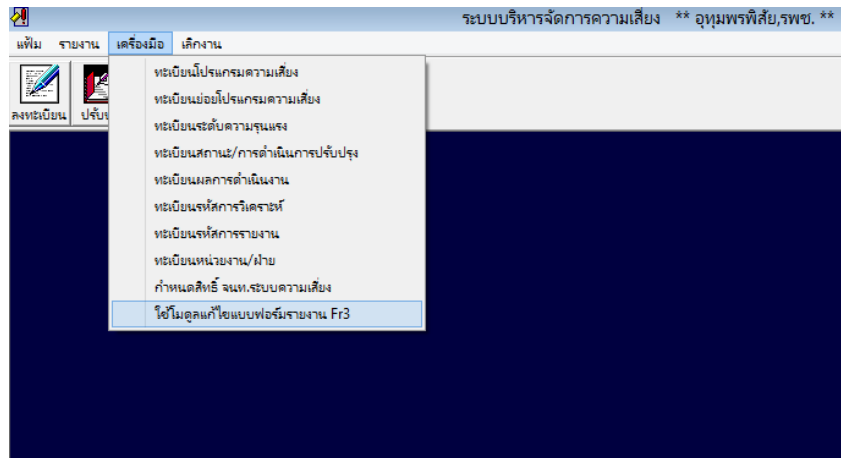 ระบบบริหารจัดการความเสี่ยง ** อุทุมพรพิสัย,รพช. **
แฟ้ม รายงาน เครื่องมือ เลิกงาน
ลงทะเบียน ปรับ
ทะเบียนโปรแกรมความเสี่ยง
ทะเบียนย่อยโปรแกรมความเสี่ยง
ทะเบียนระดับความรุนแรง
ทะเบียนสถานะ/การดำเนินการปรับปรุง
ทะเบียนผลการดำเนินงาน
ทะเบียนรหัสการวิเคราะห์
ทะเบียนรหัสการรายงาน
ทะเบียนหน่วยงาน/ฝ่าย
กำหนดสิทธิ์ จนท.ระบบความเสี่ยง
ใช้โมดูลแก้ไขแบบฟอร์มรายงาน Fr3